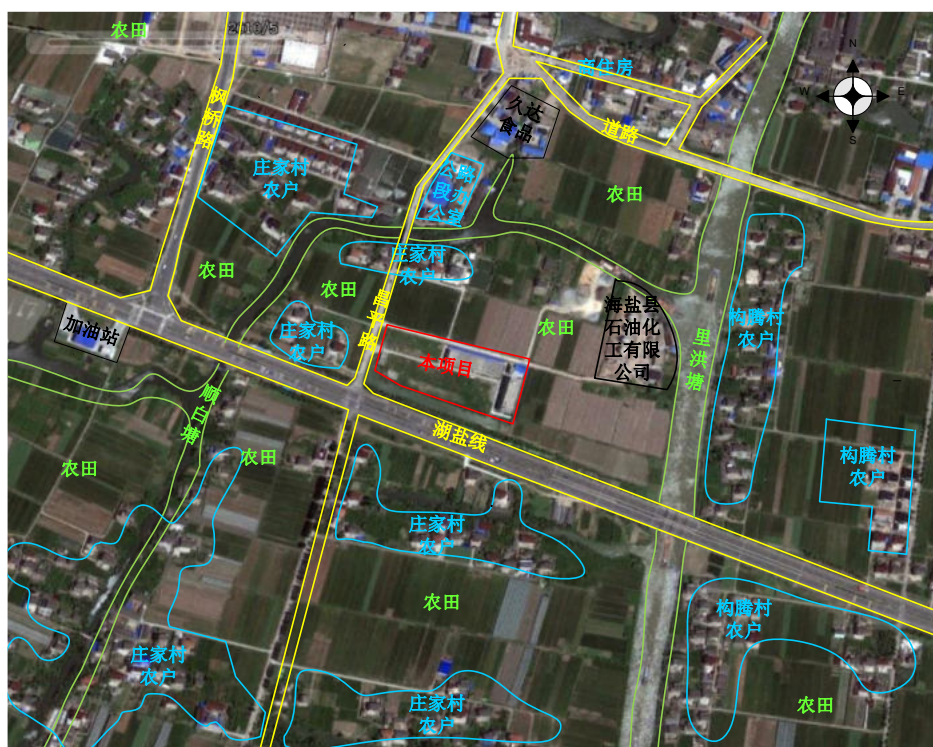 农田
2018/5
商住房
N
W
E
S
久达
食品
枫桥路
道路
庄家村
农户
公路
段办
公室
农田
庄家村
农户
农田
农田
昌平路
海盐县
石油化
工有限
公司
构腾村
农户
加油站
庄家村
农户
农田
里洪塘
本项目
顺白塘
湖盐线
农田
农田
构腾村
农户
庄家村
农户
农田
构腾村
农户
庄家村
农户
庄家村
农户
农田